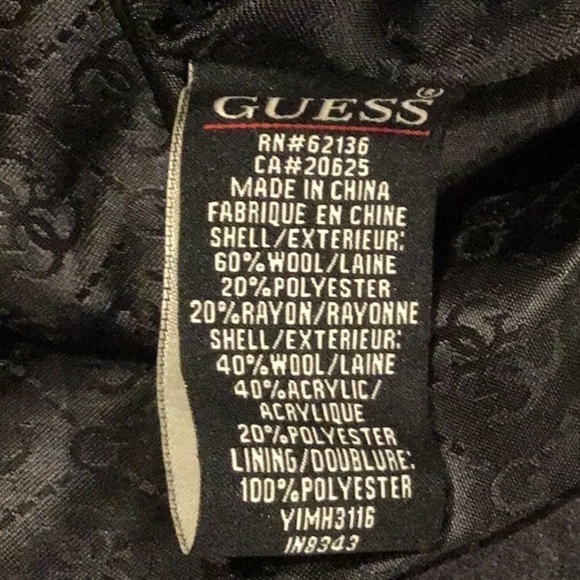 GUESS®
RN#62136
CA#20625
MADE IN CHINA
FABRIQUE EN CHINE
SHELL/EXTERIEUR:
60%WOOL/LAINE
20%POLYESTER
20%RAYON/RAYONNE
SHELL/EXTERIEUR:
40%WOOL/LAINE
40%ACRYLIC/
ACRYLIQUE
20%POLYESTER
LINING/DOUBLURE:
100%POLYESTER
YIMH3116
IN8343